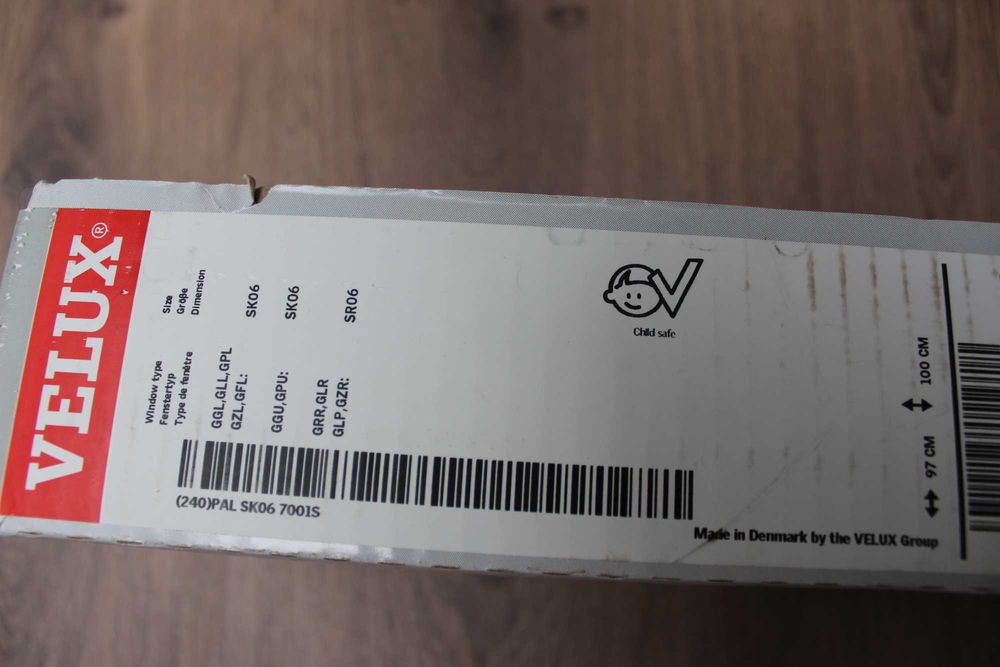 VELUX®
Window type Size
Fenstertyp Größe
Type de fenêtre Dimension
GGL,GLL,GPL
GZL,GFL: SK06
GGU,GPU: SK06
GRR,GLR
GLP,GZR: SR06
(240)PAL SK06 7001S
Child safe
Made in Denmark by the VELUX Group
97 CM 100 CM